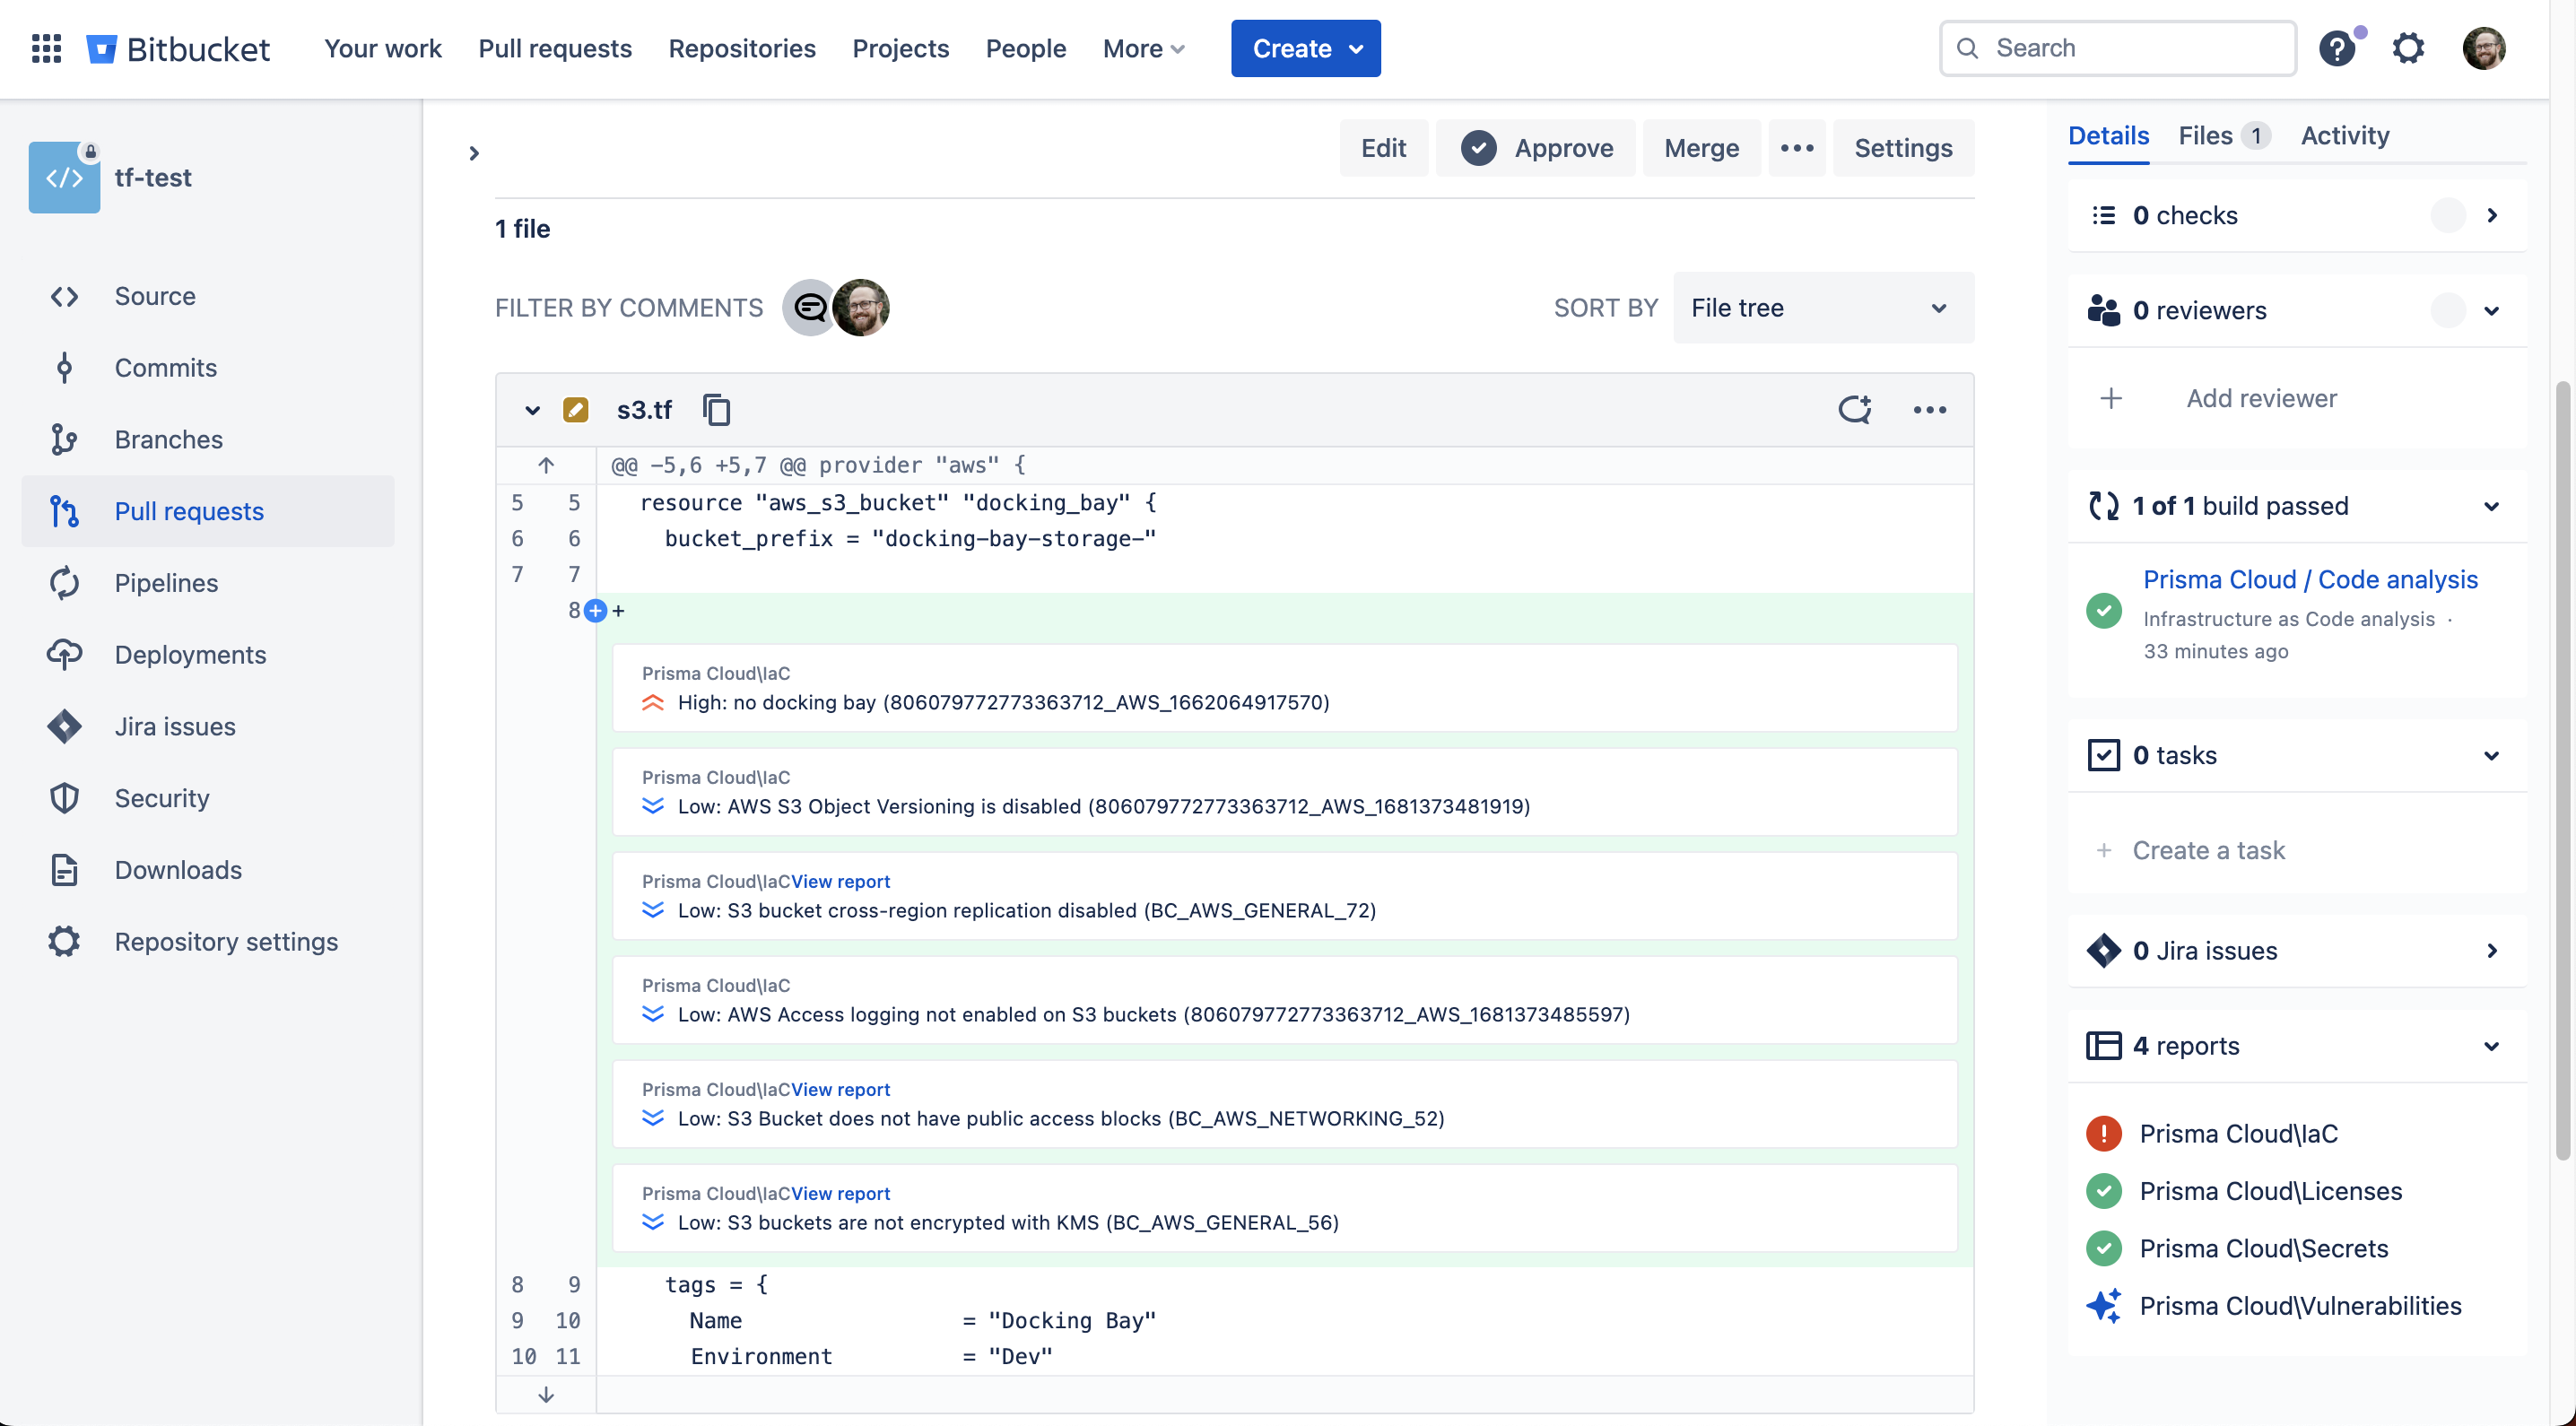 Bitbucket
Your work
Pull requests
Repositories
Projects
People
More
Create
Search
tf-test
Source
Commits
Branches
Pull requests
Pipelines
Deployments
Jira issues
Security
Downloads
Repository settings
Edit
Approve
Merge
Settings
1 file
FILTER BY COMMENTS
SORT BY
File tree
s3.tf
@@ -5,6 +5,7 @@ provider "aws" {
5 5 resource "aws_s3_bucket" "docking_bay" {
6 6 bucket_prefix = "docking-bay-storage-"
7 7
8 +
Prisma Cloud\IaC
High: no docking bay (806079772773363712_AWS_1662064917570)
Prisma Cloud\IaC
Low: AWS S3 Object Versioning is disabled (806079772773363712_AWS_1681373481919)
Prisma Cloud\IaCView report
Low: S3 bucket cross-region replication disabled (BC_AWS_GENERAL_72)
Prisma Cloud\IaC
Low: AWS Access logging not enabled on S3 buckets (806079772773363712_AWS_1681373485597)
Prisma Cloud\IaCView report
Low: S3 Bucket does not have public access blocks (BC_AWS_NETWORKING_52)
Prisma Cloud\IaCView report
Low: S3 buckets are not encrypted with KMS (BC_AWS_GENERAL_56)
8 9 tags = {
9 10 Name = "Docking Bay"
10 11 Environment = "Dev"
Details
Files 1
Activity
0 checks
0 reviewers
Add reviewer
1 of 1 build passed
Prisma Cloud / Code analysis
Infrastructure as Code analysis ·
33 minutes ago
0 tasks
+ Create a task
0 Jira issues
4 reports
Prisma Cloud\IaC
Prisma Cloud\Licenses
Prisma Cloud\Secrets
Prisma Cloud\Vulnerabilities